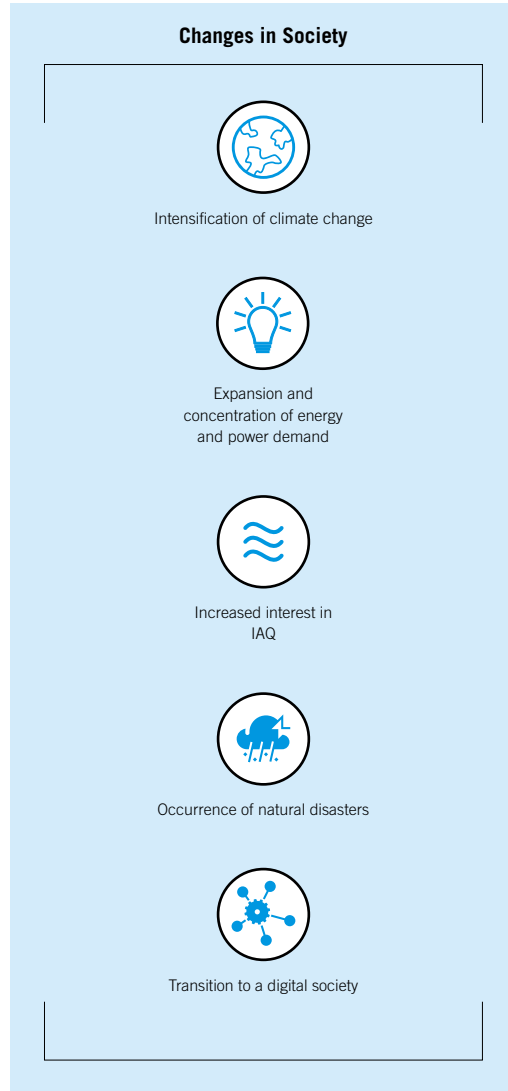 Changes in Society
Intensification of climate change
Expansion and
concentration of energy
and power demand
Increased interest in
IAQ
Occurrence of natural disasters
Transition to a digital society